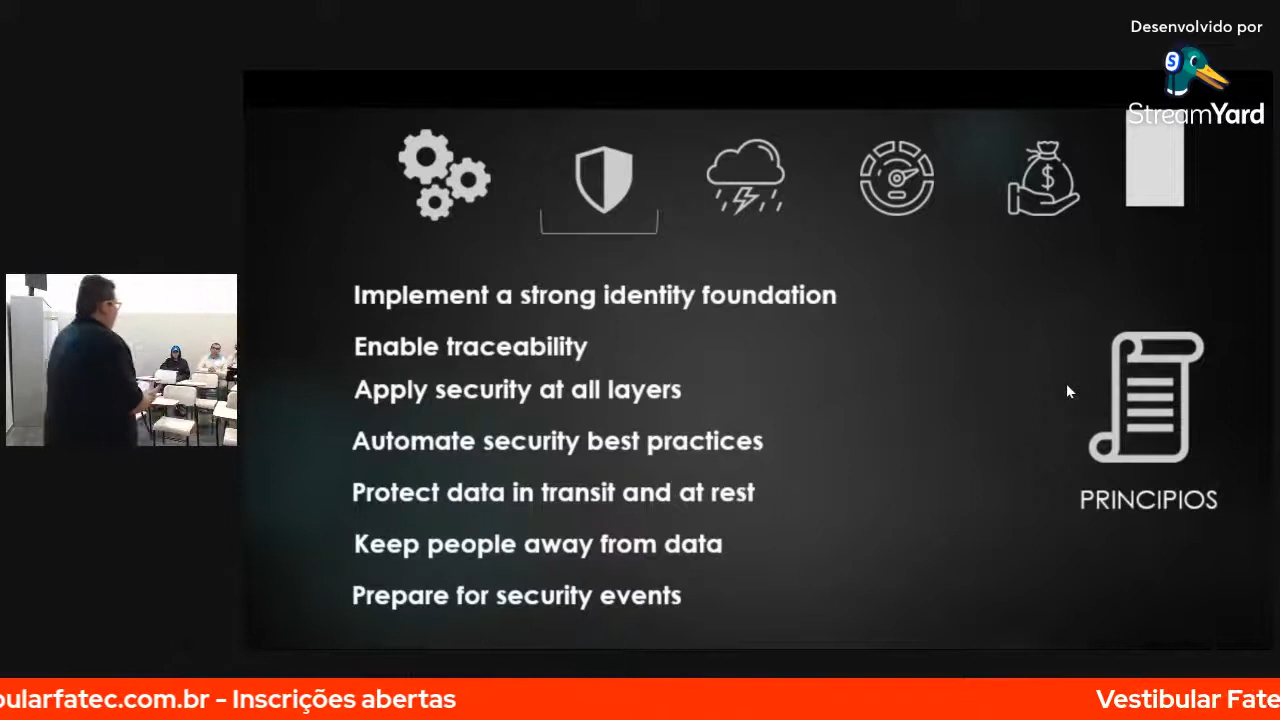 Desenvolvido por
S
StreamYard
$
Implement a strong identity foundation
Enable traceability
Apply security at all layers
Automate security best practices
Protect data in transit and at rest
Keep people away from data
Prepare for security events
PRINCIPIOS
ularfatec.com.br - Inscrições abertas
Vestibular Fate